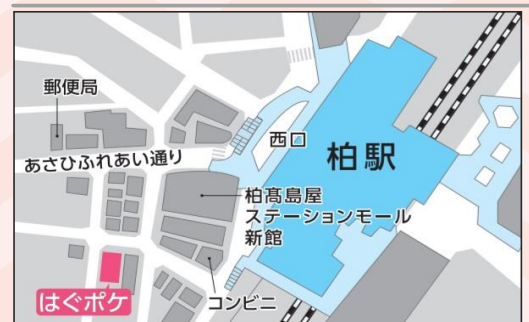 郵便局
あさひふれあい通り
西口
柏駅
柏髙島屋
ステーションモール
新館
はぐポケ
コンビニ